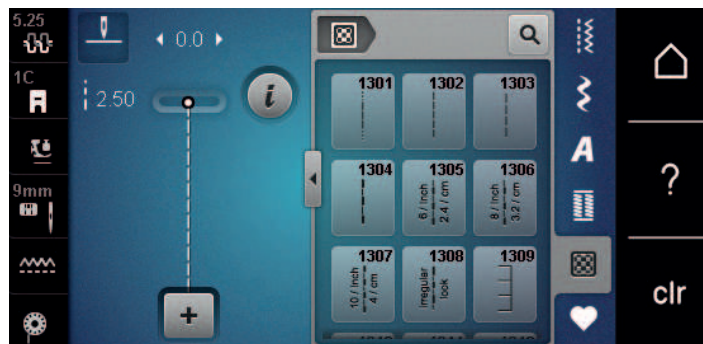 5.25
0.0
1C
2.50
i
9mm
+
1301
1302
1303
1304
1305
6 / Inch
2.4 / cm
1306
8 / Inch
3.2 / cm
1307
10 / Inch
4 / cm
1308
Irregular
look
1309
A
?
clr